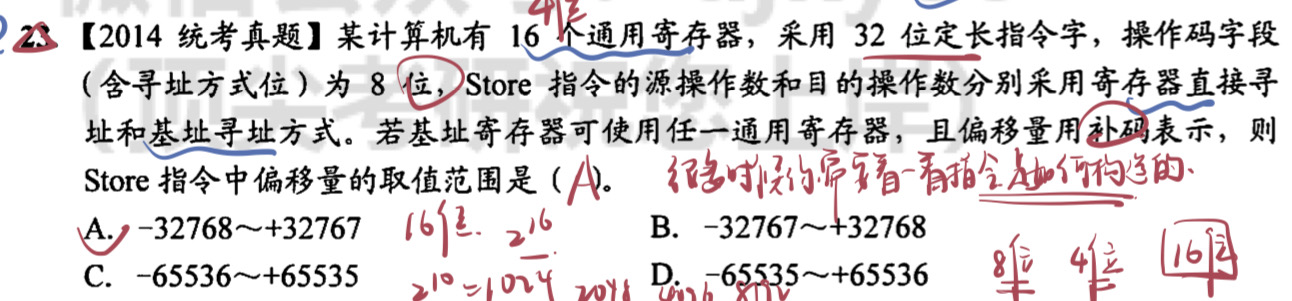 4位
23 【2014 统考真题】某计算机有 16 个通用寄存器，采用 32 位定长指令字，操作码字段
（含寻址方式位）为 8 位，Store 指令的源操作数和目的操作数分别采用寄存器直接寻
址和基址寻址方式。若基址寄存器可使用任一通用寄存器，且偏移量用补码表示，则
Store 指令中偏移量的取值范围是（A）。
时候 需要看一看指令是如何构造的.
A. -32768～+32767 16位. 2^16 B. -32767～+32768
8位 4位 16位
C. -65536～+65535 2^10=1024 D. -65535～+65536